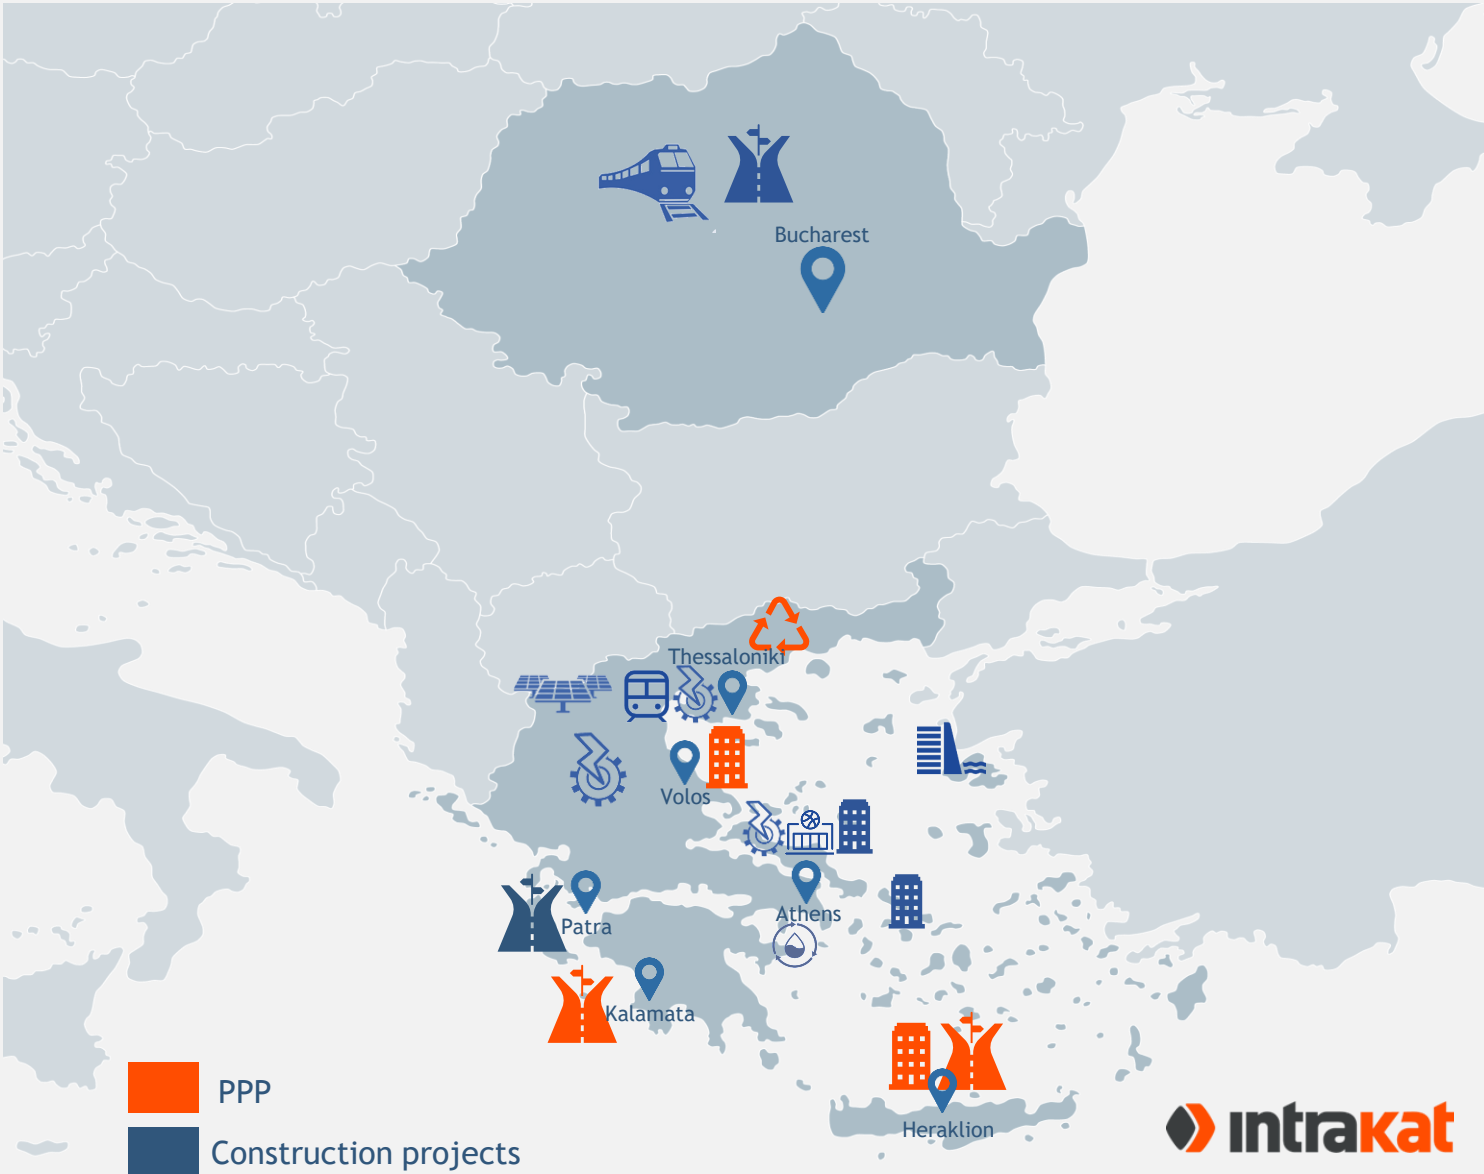 Bucharest
Thessaloniki
Volos
Athens
Patra
Kalamata
Heraklion
PPP
Construction projects
intrakat